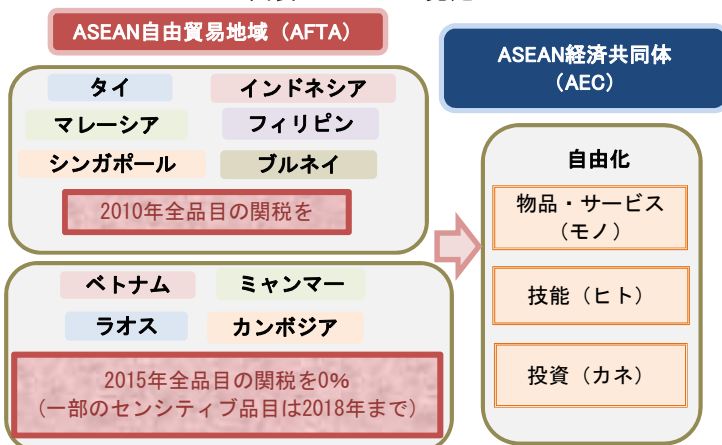 ASEAN自由貿易地域（AFTA）
タイ
インドネシア
マレーシア
フィリピン
シンガポール
ブルネイ
2010年全品目の関税を
ベトナム
ミャンマー
ラオス
カンボジア
2015年全品目の関税を0%
（一部のセンシティブ品目は2018年まで）
ASEAN経済共同体
（AEC）
自由化
物品・サービス
（モノ）
技能（ヒト）
投資（カネ）